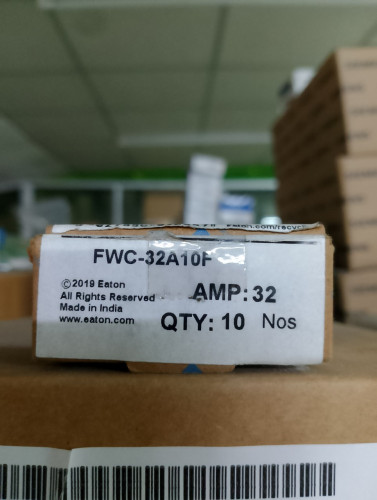 FWC-32A10F
©2019 Eaton
All Rights Reserved
Made in India
www.eaton.com
AMP: 32
QTY: 10 Nos